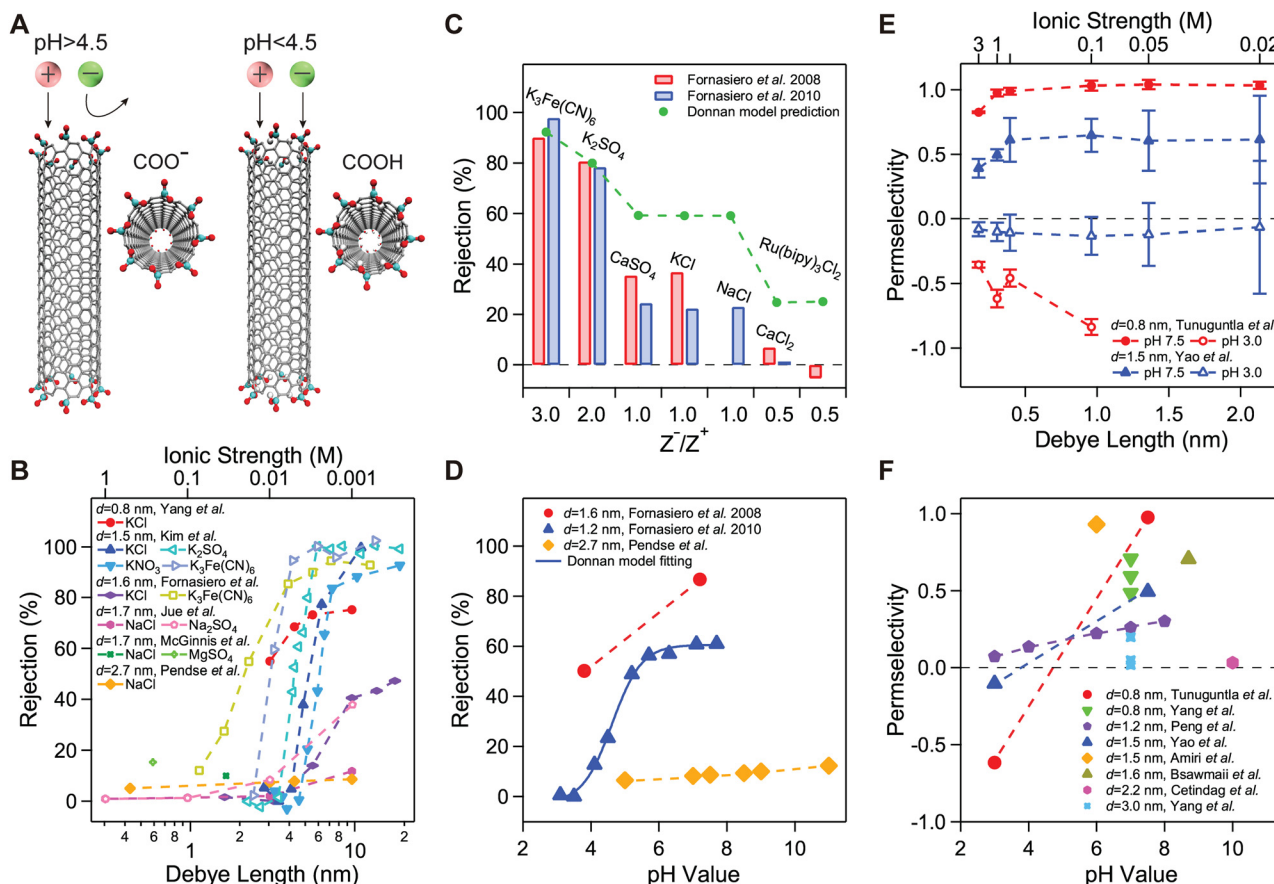 A
pH>4.5
pH<4.5
+
−
+
−
COO⁻
COOH
B
Ionic Strength (M)
1
0.1
0.01
0.001
d=0.8 nm, Yang et al.
KCl
d=1.5 nm, Kim et al.
KCl
K₂SO₄
KNO₃
K₃Fe(CN)₆
d=1.6 nm, Fornasiero et al.
KCl
K₃Fe(CN)₆
d=1.7 nm, Jue et al.
NaCl
Na₂SO₄
d=1.7 nm, McGinnis et al.
NaCl
MgSO₄
d=2.7 nm, Pendse et al.
NaCl
Rejection (%)
100
80
60
40
20
0
4
6
8
1
2
4
6
8
10
2
Debye Length (nm)
C
Fornasiero et al. 2008
Fornasiero et al. 2010
Donnan model prediction
K₃Fe(CN)₆
K₂SO₄
CaSO₄
KCl
NaCl
CaCl₂
Ru(bipy)₃Cl₂
Rejection (%)
100
80
60
40
20
0
3.0
2.0
1.0
1.0
1.0
0.5
0.5
Z⁻/Z⁺
D
d=1.6 nm, Fornasiero et al. 2008
d=1.2 nm, Fornasiero et al. 2010
d=2.7 nm, Pendse et al.
Donnan model fitting
Rejection (%)
100
80
60
40
20
0
2
4
6
8
10
pH Value
E
Ionic Strength (M)
3
1
0.1
0.05
0.02
Permselectivity
1.0
0.5
0.0
-0.5
-1.0
d=0.8 nm, Tunuguntla et al.
pH 7.5
pH 3.0
d=1.5 nm, Yao et al.
pH 7.5
pH 3.0
0.5
1.0
1.5
2.0
Debye Length (nm)
F
Permselectivity
1.0
0.5
0.0
-0.5
-1.0
d=0.8 nm, Tunuguntla et al.
d=0.8 nm, Yang et al.
d=1.2 nm, Peng et al.
d=1.5 nm, Yao et al.
d=1.5 nm, Amiri et al.
d=1.6 nm, Bsawmaii et al.
d=2.2 nm, Cetindag et al.
d=3.0 nm, Yang et al.
2
4
6
8
10
pH Value